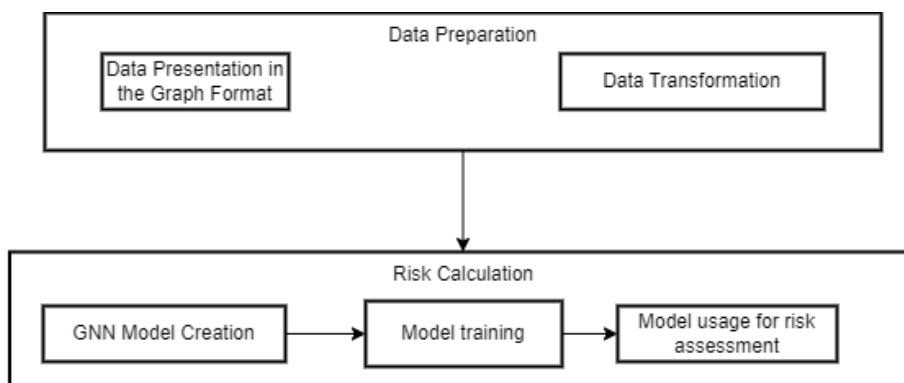 Data Preparation
Data Presentation in
the Graph Format
Data Transformation
Risk Calculation
GNN Model Creation
Model training
Model usage for risk
assessment